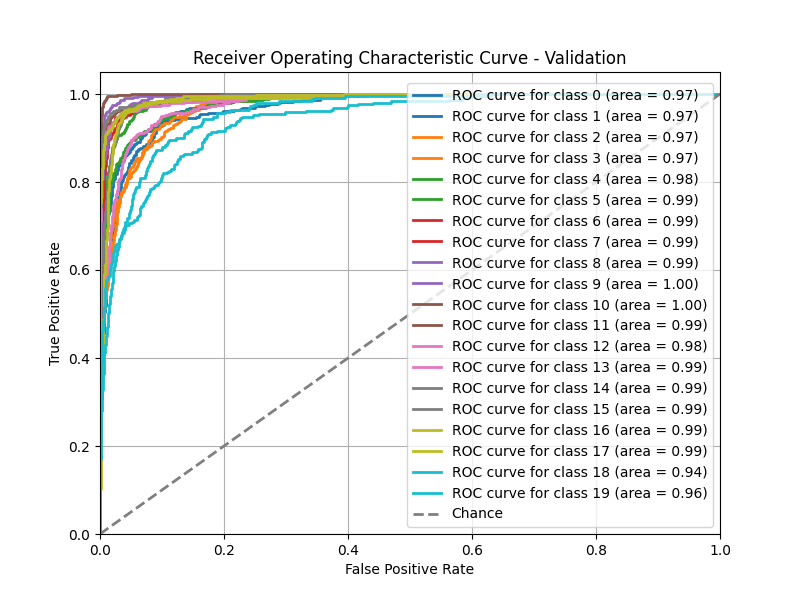 Receiver Operating Characteristic Curve - Validation
True Positive Rate
1.0
0.8
0.6
0.4
0.2
0.0
ROC curve for class 0 (area = 0.97)
ROC curve for class 1 (area = 0.97)
ROC curve for class 2 (area = 0.97)
ROC curve for class 3 (area = 0.97)
ROC curve for class 4 (area = 0.98)
ROC curve for class 5 (area = 0.99)
ROC curve for class 6 (area = 0.99)
ROC curve for class 7 (area = 0.99)
ROC curve for class 8 (area = 0.99)
ROC curve for class 9 (area = 1.00)
ROC curve for class 10 (area = 1.00)
ROC curve for class 11 (area = 0.99)
ROC curve for class 12 (area = 0.98)
ROC curve for class 13 (area = 0.99)
ROC curve for class 14 (area = 0.99)
ROC curve for class 15 (area = 0.99)
ROC curve for class 16 (area = 0.99)
ROC curve for class 17 (area = 0.99)
ROC curve for class 18 (area = 0.94)
ROC curve for class 19 (area = 0.96)
Chance
0.0 0.2 0.4 0.6 0.8 1.0
False Positive Rate